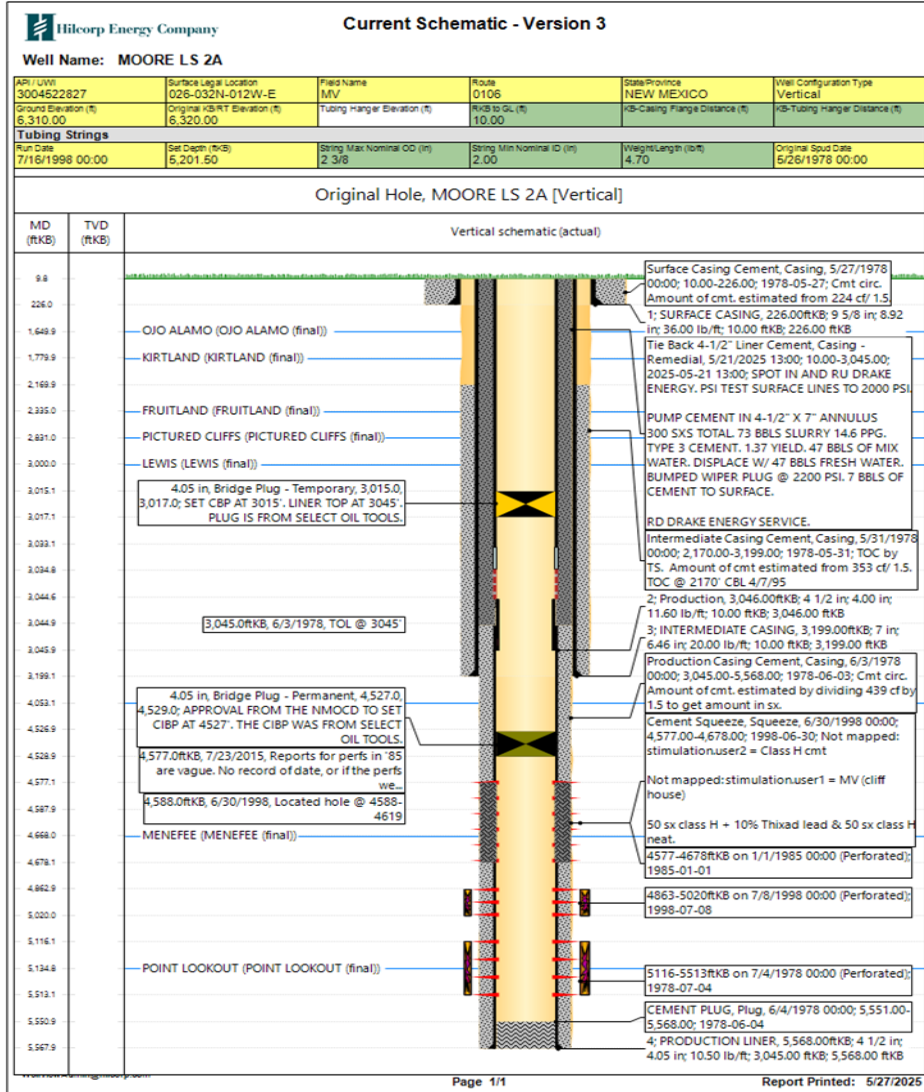 Hilcorp Energy Company
Current Schematic - Version 3
Well Name: MOORE LS 2A
API / UWI
3004522827
Surface Legal Location
026-032N-012W-E
Field Name
MV
Route
0106
State/Province
NEW MEXICO
Well Configuration Type
Vertical
Ground Elevation (ft)
6,310.00
Original KB/RT Elevation (ft)
6,320.00
Tubing Hanger Elevation (ft)
RKB to GL (ft)
10.00
KB-Casing Flange Distance (ft)
KB-Tubing Hanger Distance (ft)
Tubing Strings
Run Date
7/16/1998 00:00
Set Depth (ftKB)
5,201.50
String Max Nominal OD (in)
2 3/8
String Min Nominal ID (in)
2.00
Weight/Length (lb/ft)
4.70
Original Spud Date
5/26/1978 00:00
Original Hole, MOORE LS 2A [Vertical]
MD
(ftKB)
TVD
(ftKB)
Vertical schematic (actual)
9.8
226.0
1,649.9
1,779.9
2,169.9
2,335.0
2,831.0
3,000.0
3,015.1
3,017.1
3,033.1
3,034.8
3,044.6
3,044.9
3,045.9
3,199.1
4,053.1
4,526.9
4,528.9
4,577.1
4,587.9
4,668.0
4,678.1
4,862.9
5,020.0
5,116.1
5,134.8
5,513.1
5,550.9
5,567.9
OJO ALAMO (OJO ALAMO (final))
KIRTLAND (KIRTLAND (final))
FRUITLAND (FRUITLAND (final))
PICTURED CLIFFS (PICTURED CLIFFS (final))
LEWIS (LEWIS (final))
4.05 in, Bridge Plug - Temporary, 3,015.0,
3,017.0; SET CBP AT 3015'. LINER TOP AT 3045'.
PLUG IS FROM SELECT OIL TOOLS.
3,045.0ftKB, 6/3/1978, TOL @ 3045'
4.05 in, Bridge Plug - Permanent, 4,527.0,
4,529.0; APPROVAL FROM THE NMOCD TO SET
CIBP AT 4527'. THE CIBP WAS FROM SELECT
OIL TOOLS.
4,577.0ftKB, 7/23/2015, Reports for perfs in '85
are vague. No record of date, or if the perfs
we...
4,588.0ftKB, 6/30/1998, Located hole @ 4588-
4619
MENEFEE (MENEFEE (final))
POINT LOOKOUT (POINT LOOKOUT (final))
Surface Casing Cement, Casing, 5/27/1978
00:00; 10.00-226.00; 1978-05-27; Cmt circ.
Amount of cmt. estimated from 224 cf/ 1.5
1; SURFACE CASING, 226.00ftKB; 9 5/8 in; 8.92
in; 36.00 lb/ft; 10.00 ftKB; 226.00 ftKB
Tie Back 4-1/2" Liner Cement, Casing -
Remedial, 5/21/2025 13:00; 10.00-3,045.00;
2025-05-21 13:00; SPOT IN AND RU DRAKE
ENERGY. PSI TEST SURFACE LINES TO 2000 PSI.
PUMP CEMENT IN 4-1/2" X 7" ANNULUS
300 SXS TOTAL. 73 BBLS SLURRY 14.6 PPG.
TYPE 3 CEMENT. 1.37 YIELD. 47 BBLS OF MIX
WATER. DISPLACE W/ 47 BBLS FRESH WATER.
BUMPED WIPER PLUG @ 2200 PSI. 7 BBLS OF
CEMENT TO SURFACE.
RD DRAKE ENERGY SERVICE.
Intermediate Casing Cement, Casing, 5/31/1978
00:00; 2,170.00-3,199.00; 1978-05-31; TOC by
TS. Amount of cmt estimated from 353 cf/ 1.5.
TOC @ 2170' CBL 4/7/95
2; Production, 3,046.00ftKB; 4 1/2 in; 4.00 in;
11.60 lb/ft; 10.00 ftKB; 3,046.00 ftKB
3; INTERMEDIATE CASING, 3,199.00ftKB; 7 in;
6.46 in; 20.00 lb/ft; 10.00 ftKB; 3,199.00 ftKB
Production Casing Cement, Casing, 6/3/1978
00:00; 3,045.00-5,568.00; 1978-06-03; Cmt circ.
Amount of cmt. estimated by dividing 439 cf by
1.5 to get amount in sx.
Cement Squeeze, Squeeze, 6/30/1998 00:00;
4,577.00-4,678.00; 1998-06-30; Not mapped:
stimulation.user2 = Class H cmt
Not mapped: stimulation.user1 = MV (cliff
house)
50 sx class H + 10% Thixad lead & 50 sx class H
neat.
4577-4678ftKB on 1/1/1985 00:00 (Perforated);
1985-01-01
4863-5020ftKB on 7/8/1998 00:00 (Perforated);
1998-07-08
5116-5513ftKB on 7/4/1978 00:00 (Perforated);
1978-07-04
CEMENT PLUG, Plug, 6/4/1978 00:00; 5,551.00-
5,568.00; 1978-06-04
4; PRODUCTION LINER, 5,568.00ftKB; 4 1/2 in;
4.05 in; 10.50 lb/ft; 3,045.00 ftKB; 5,568.00 ftKB
Page 1/1
Report Printed: 5/27/2025